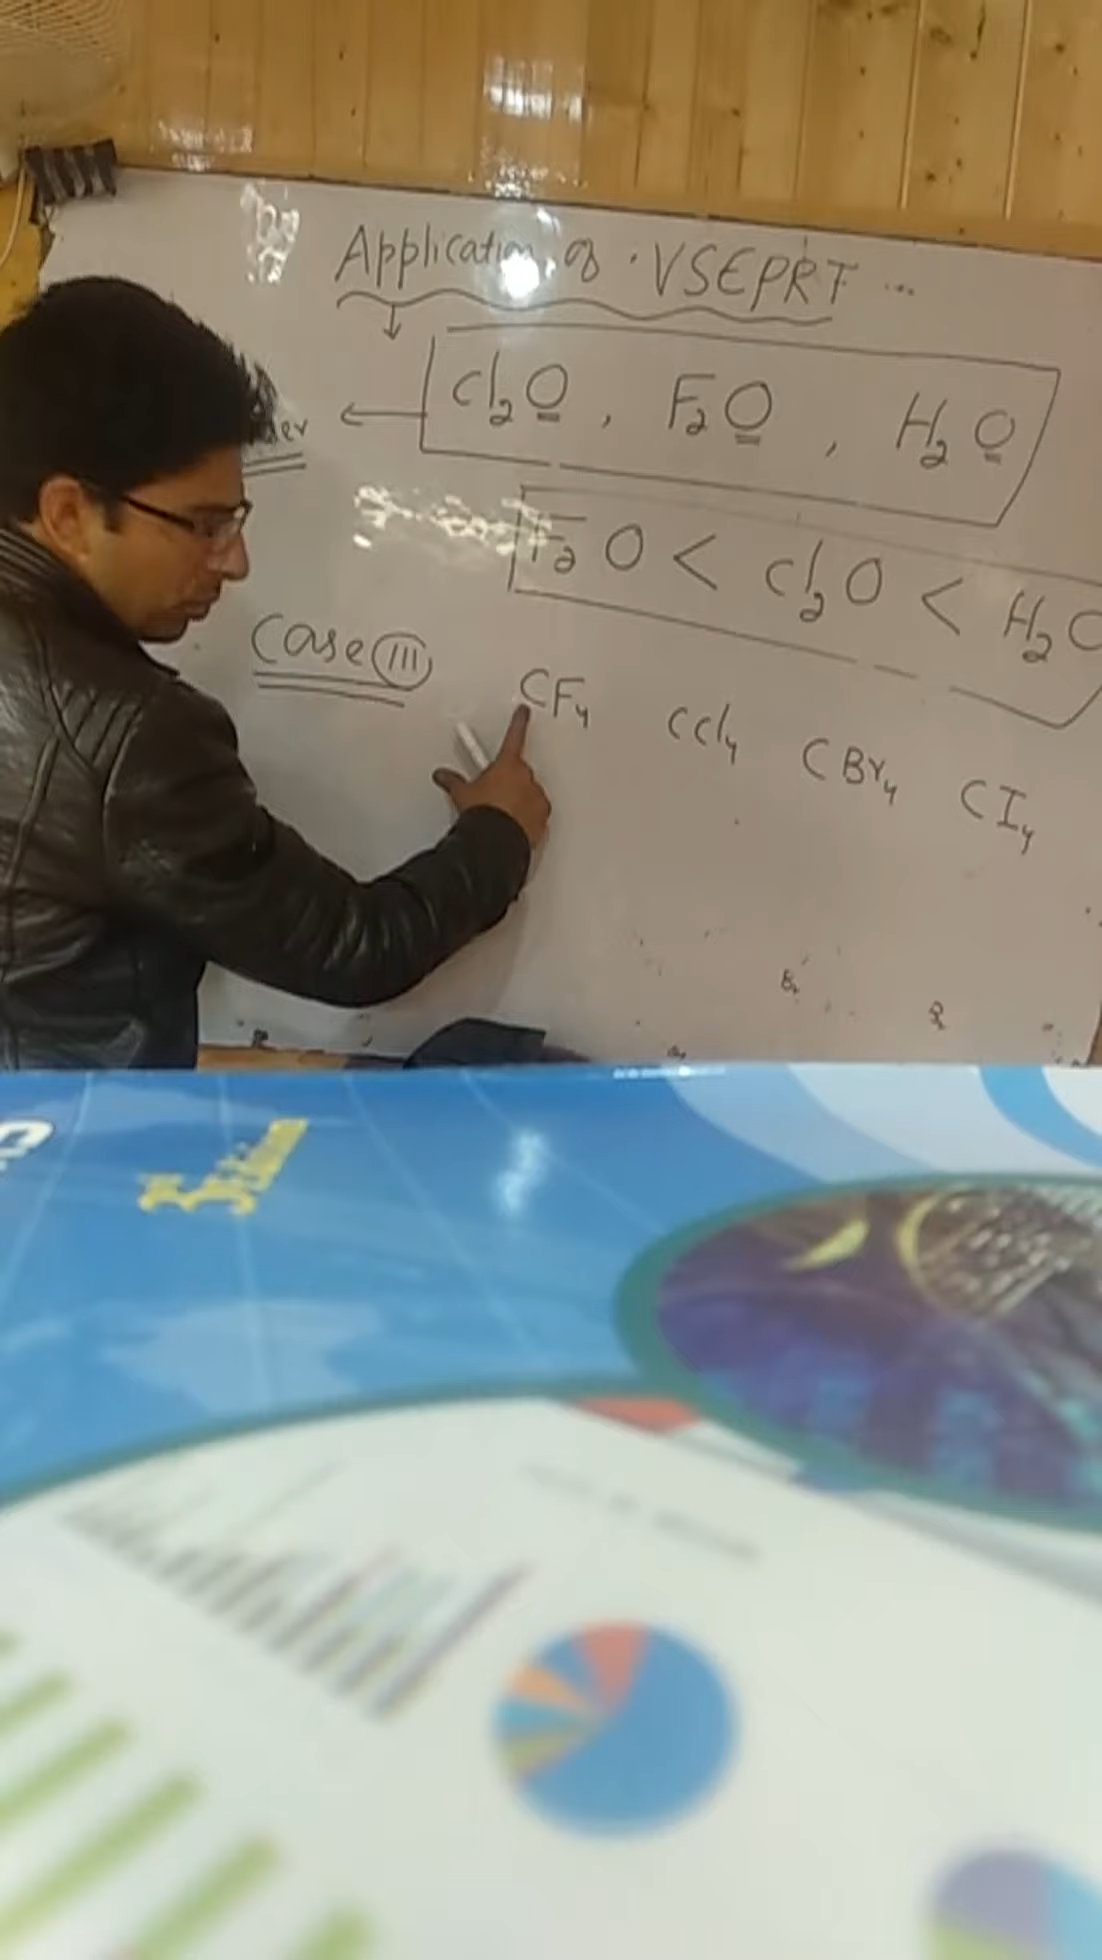 Application of VSEPRT ...
Cl₂O, F₂O, H₂O
F₂O < Cl₂O < H₂O
Case III
CF₄ CCl₄ CBr₄ CI₄